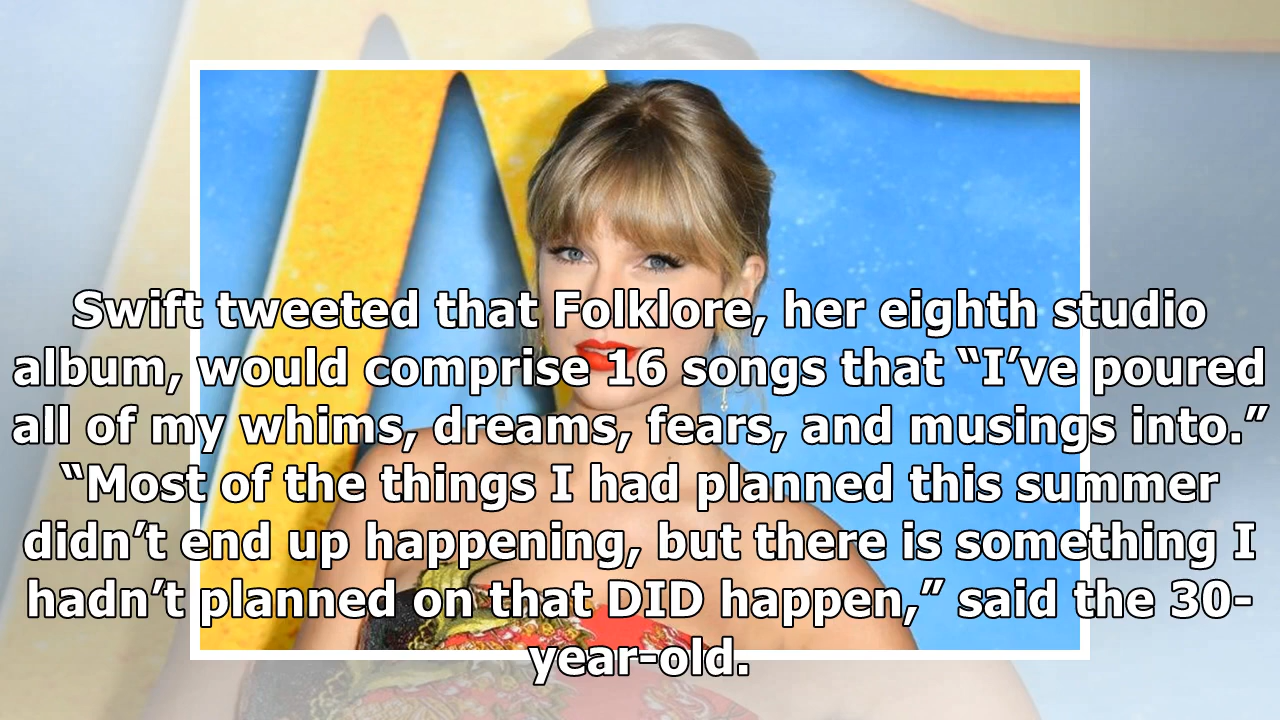 Swift tweeted that Folklore, her eighth studio
album, would comprise 16 songs that “I’ve poured
all of my whims, dreams, fears, and musings into.”
“Most of the things I had planned this summer
didn’t end up happening, but there is something I
hadn’t planned on that DID happen,” said the 30-
year-old.